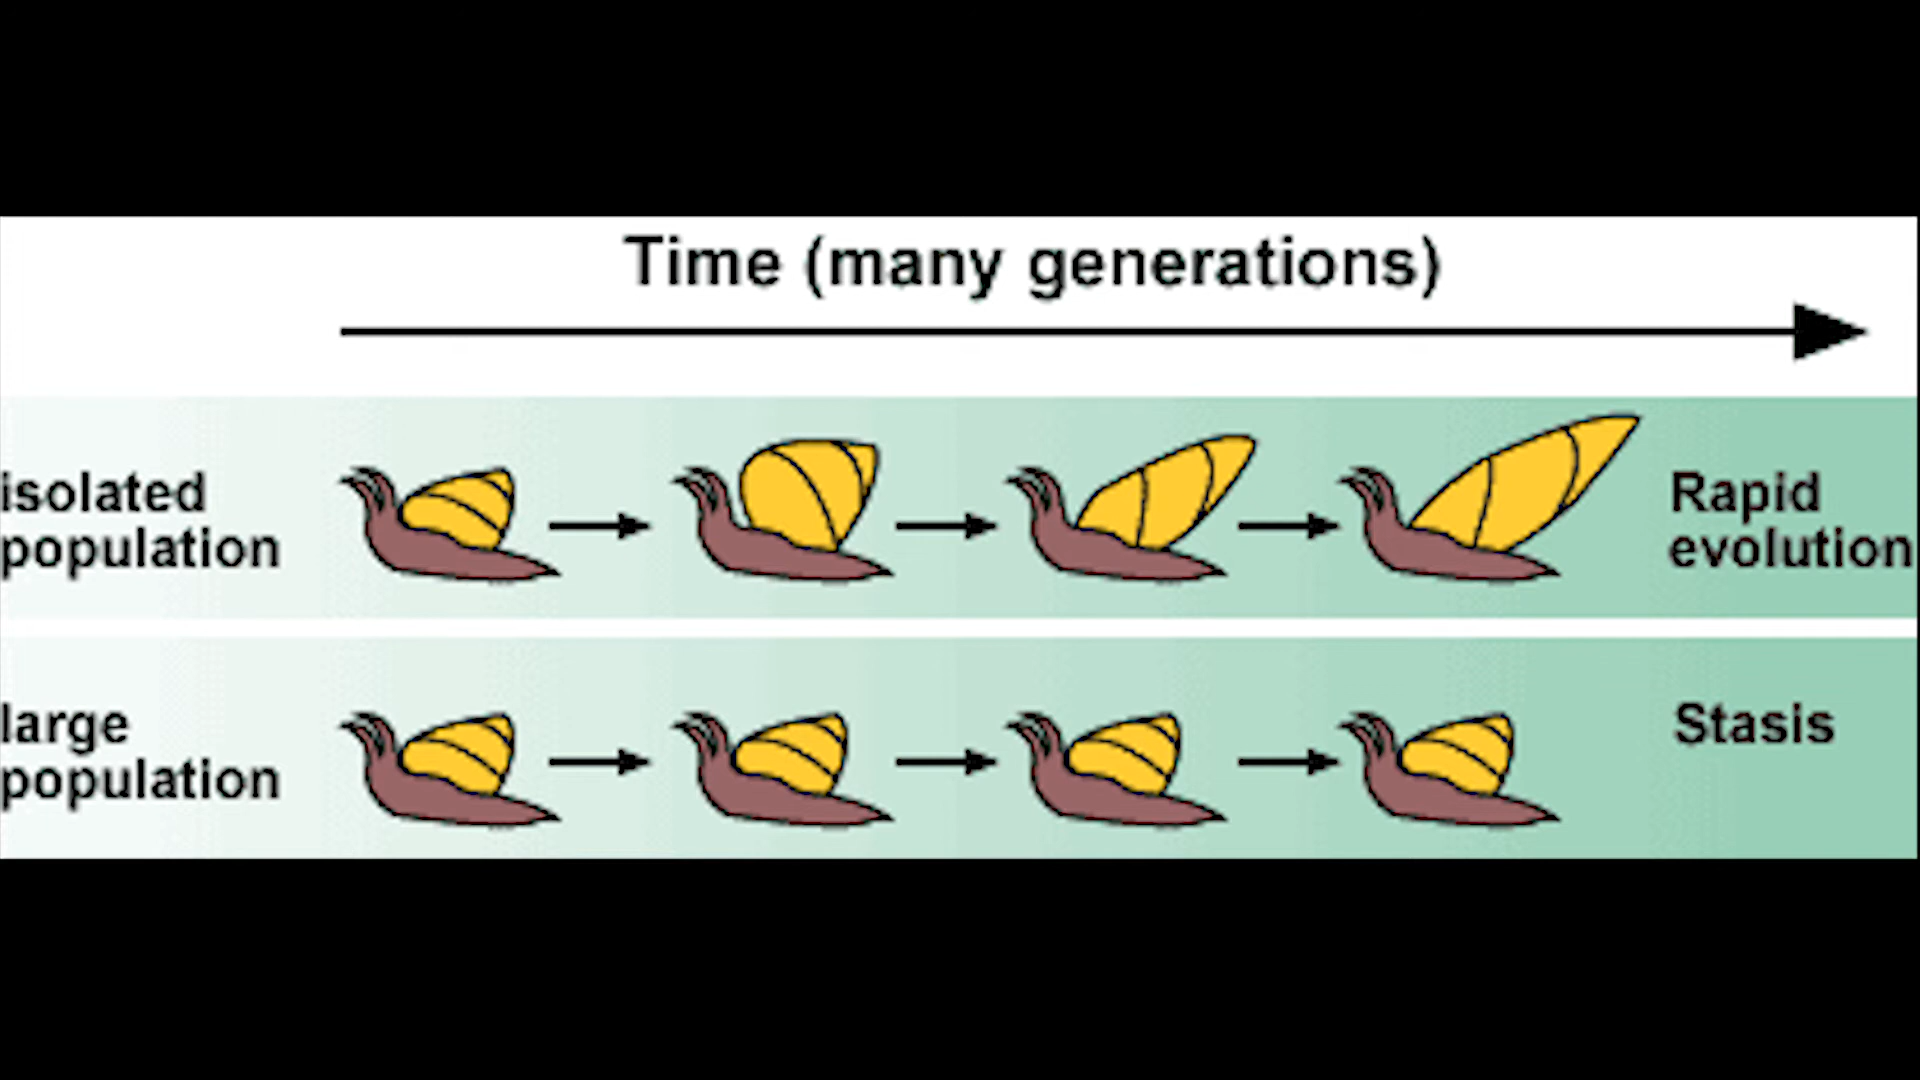 Time (many generations)
isolated
population
Rapid
evolution
large
population
Stasis